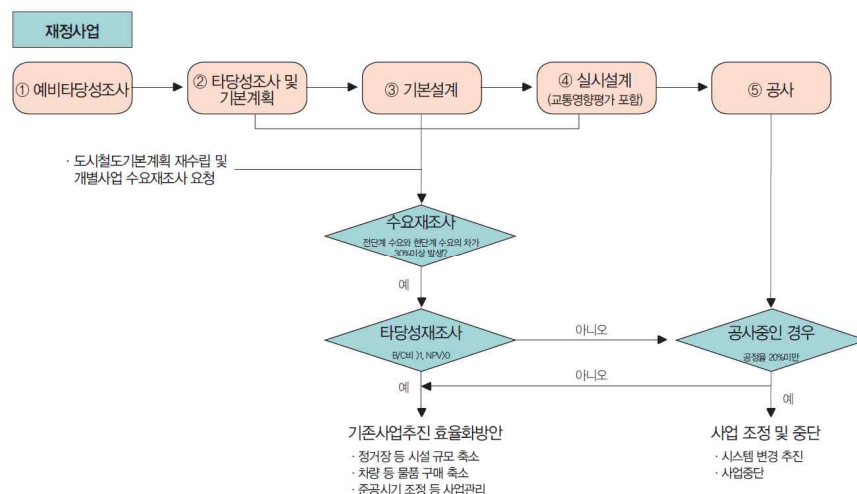 재정사업
① 예비타당성조사
② 타당성조사 및
기본계획
③ 기본설계
④ 실시설계
(교통영향평가 포함)
⑤ 공사
· 도시철도기본계획 재수립 및
개별사업 수요재조사 요청
수요재조사
전단계 수요와 현단계 수요의 차가
30%이상 발생?
예
타당성재조사
B/C비 〉1, NPV〉0
아니오
공사중인 경우
공정율 20%미만
예
아니오
예
기존사업추진 효율화방안
· 정거장 등 시설 규모 축소
· 차량 등 물품 구매 축소
· 준공시기 조정 등 사업관리
사업 조정 및 중단
· 시스템 변경 추진
· 사업중단